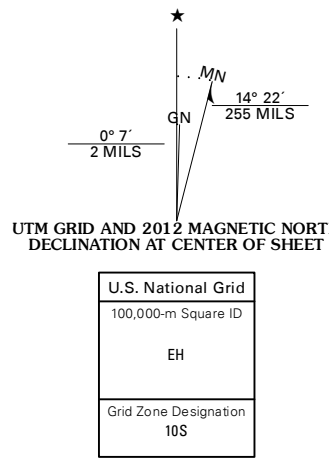 ★
MN
GN
14° 22´
255 MILS
0° 7´
2 MILS
UTM GRID AND 2012 MAGNETIC NORT
DECLINATION AT CENTER OF SHEET
U.S. National Grid
100,000-m Square ID
EH
Grid Zone Designation
10S